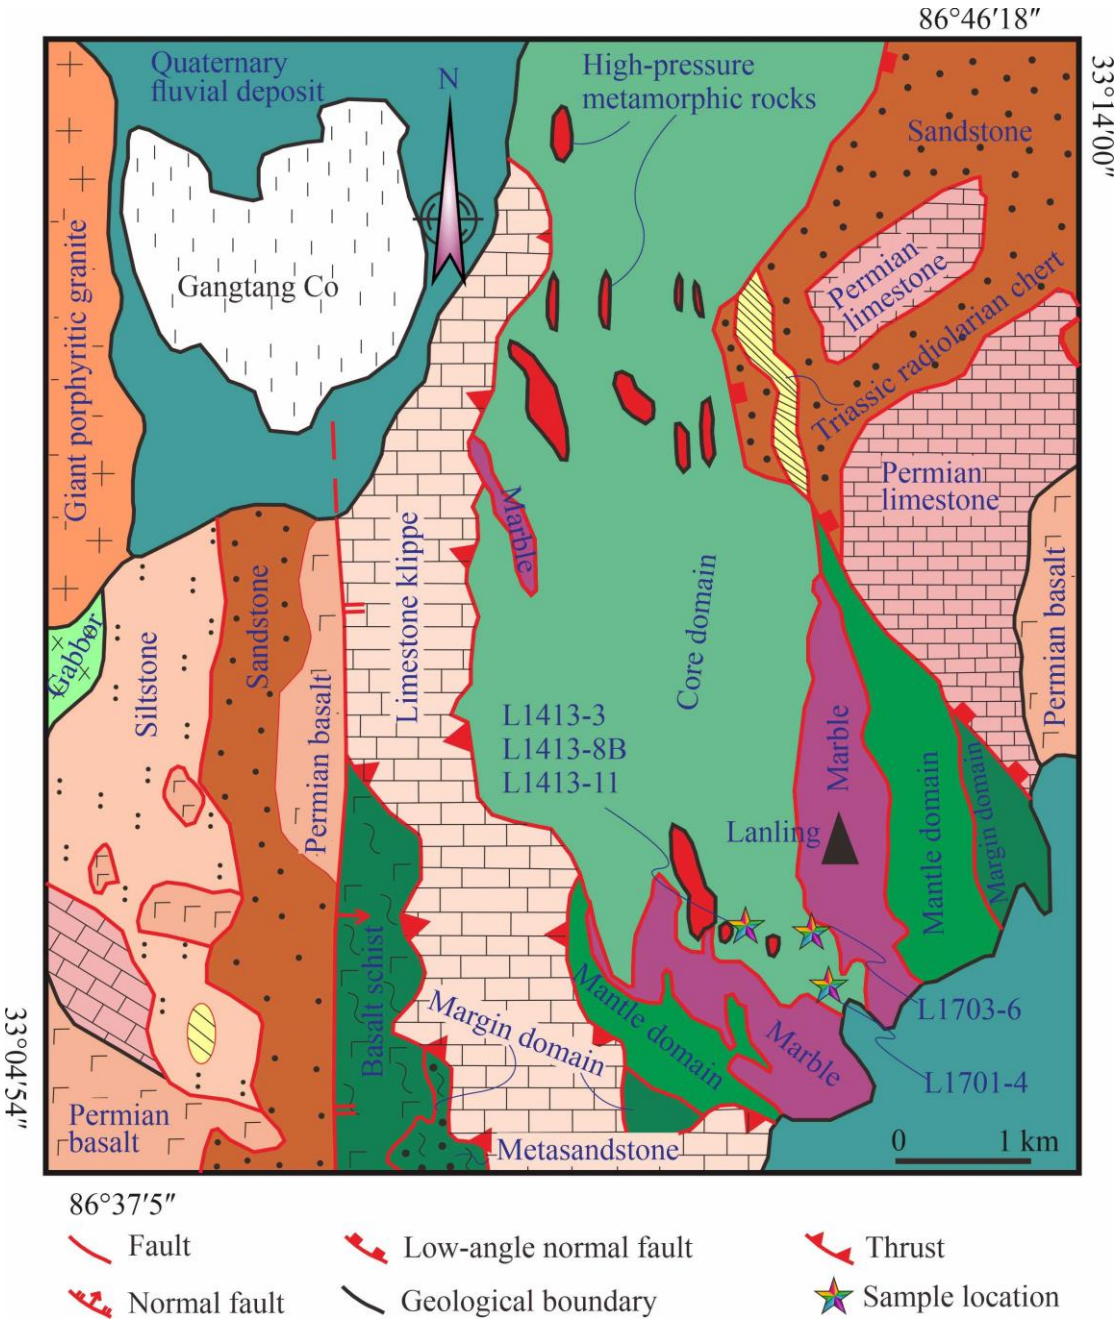 86°46′18″
33°14′00″
Quaternary
fluvial deposit
N
High-pressure
metamorphic rocks
Sandstone
Gangtang Co
Giant porphyritic granite
Permian
limestone
Triassic radiolarian chert
Permian
limestone
Marble
Limestone klippe
Core domain
Permian basalt
Gabbor
Siltstone
Sandstone
Permian basalt
L1413-3
L1413-8B
L1413-11
Marble
Lanling
Mantle domain
Margin domain
Basalt schist
Margin domain
Mantle domain
Marble
L1703-6
L1701-4
33°04′54″
Permian
basalt
Metasandstone
0 1 km
86°37′5″
Fault
Low-angle normal fault
Thrust
Normal fault
Geological boundary
Sample location